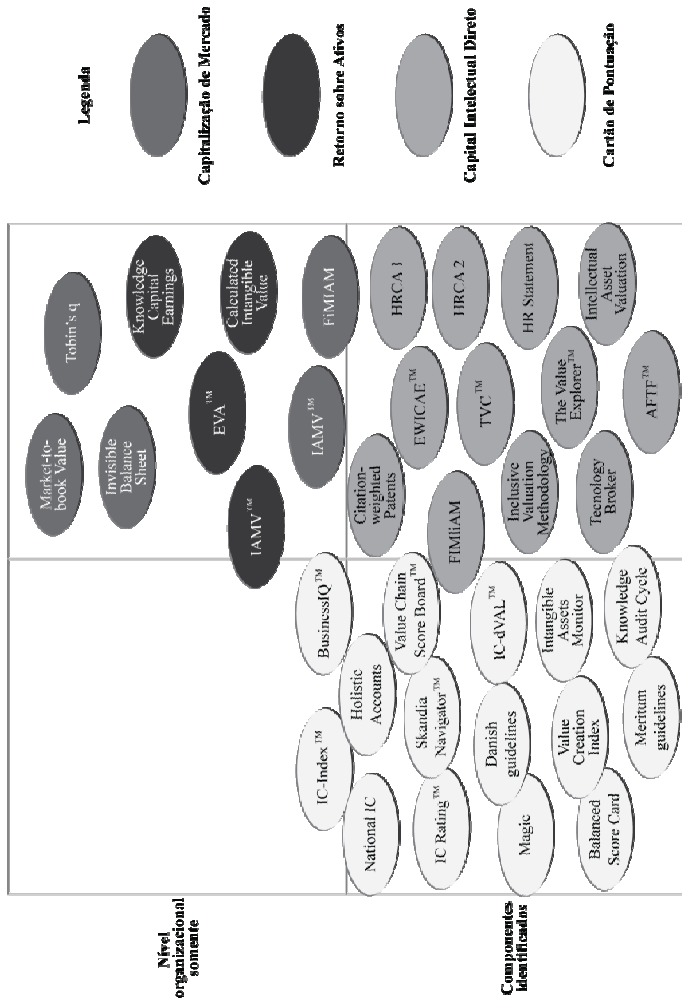 Nível
organizacional
somente
Componentes
identificados
Market-to-
book Value
Tobin's q
Invisible
Balance
Sheet
Knowledge
Capital
Earnings
EVA™
Calculated
Intangible
Value
IAMV™
IAMV™
FiMIAM
IC-Index™
BusinessIQ™
National IC
Holistic
Accounts
Citation-
weighted
Patents
HRCA 1
IC Rating™
Skandia
Navigator™
Value Chain
Score Board™
FIMIiAM
EWICAE™
HRCA 2
TVC™
Magic
Danish
guidelines
IC-dVAL™
Inclusive
Valuation
Methodology
HR Statement
The Value
Explorer™
Balanced
Score Card
Value
Creation
Index
Intangible
Assets
Monitor
Tecnology
Broker
Intellectual
Asset
Valuation
Meritum
guidelines
Knowledge
Audit Cycle
AFTF™
Legenda
Capitalização de Mercado
Retorno sobre Ativos
Capital Intelectual Direto
Cartão de Pontuação